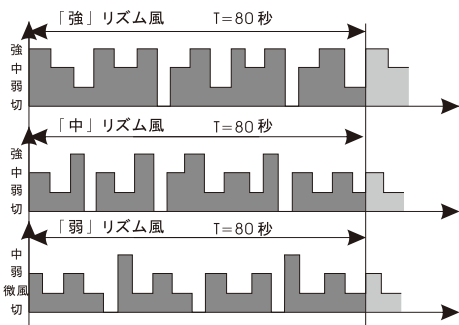 「強」リズム風 T=80秒
強
中
弱
切
「中」リズム風 T=80秒
強
中
弱
切
「弱」リズム風 T=80秒
中
弱
微風
切